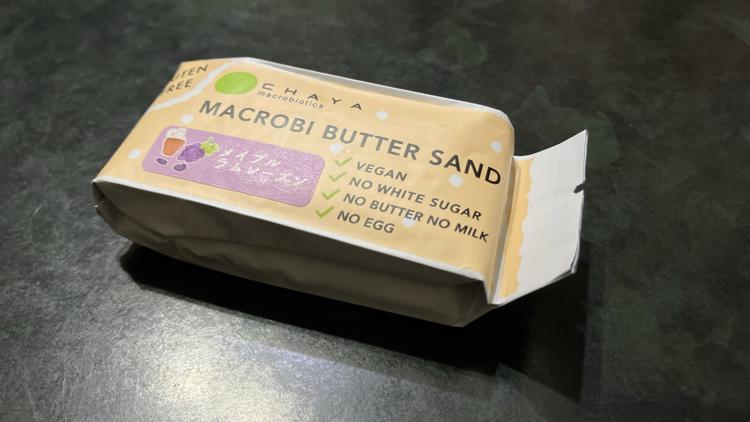 UTEN
REE
CHAYA
macrobiotics
MACROBI BUTTER SAND
メイプル
ラムレーズン
VEGAN
NO WHITE SUGAR
NO BUTTER NO MILK
NO EGG